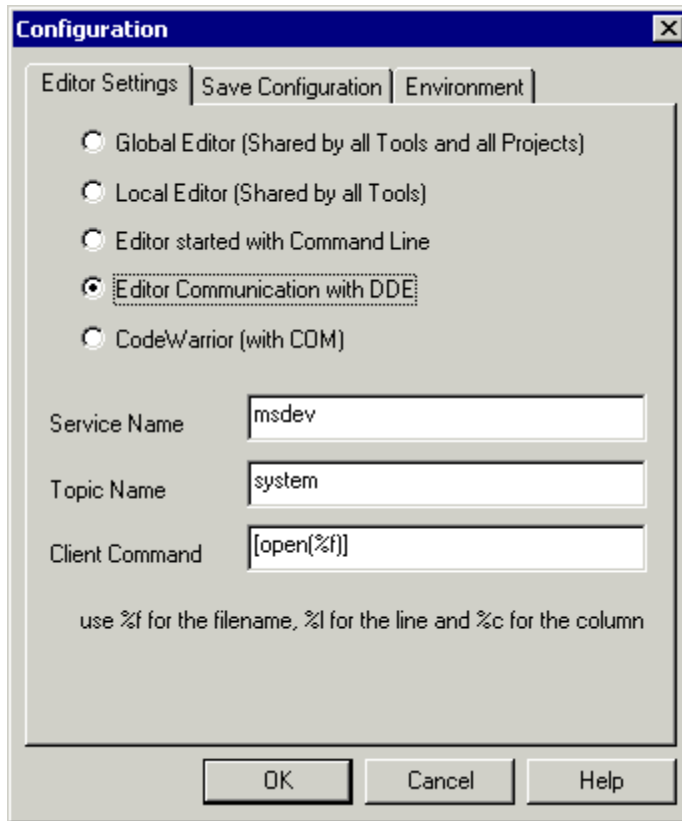 Configuration
Editor Settings Save Configuration Environment
Global Editor (Shared by all Tools and all Projects)
Local Editor (Shared by all Tools)
Editor started with Command Line
Editor Communication with DDE
CodeWarrior (with COM)
Service Name msdev
Topic Name system
Client Command [open(%f)]
use %f for the filename, %l for the line and %c for the column
OK Cancel Help